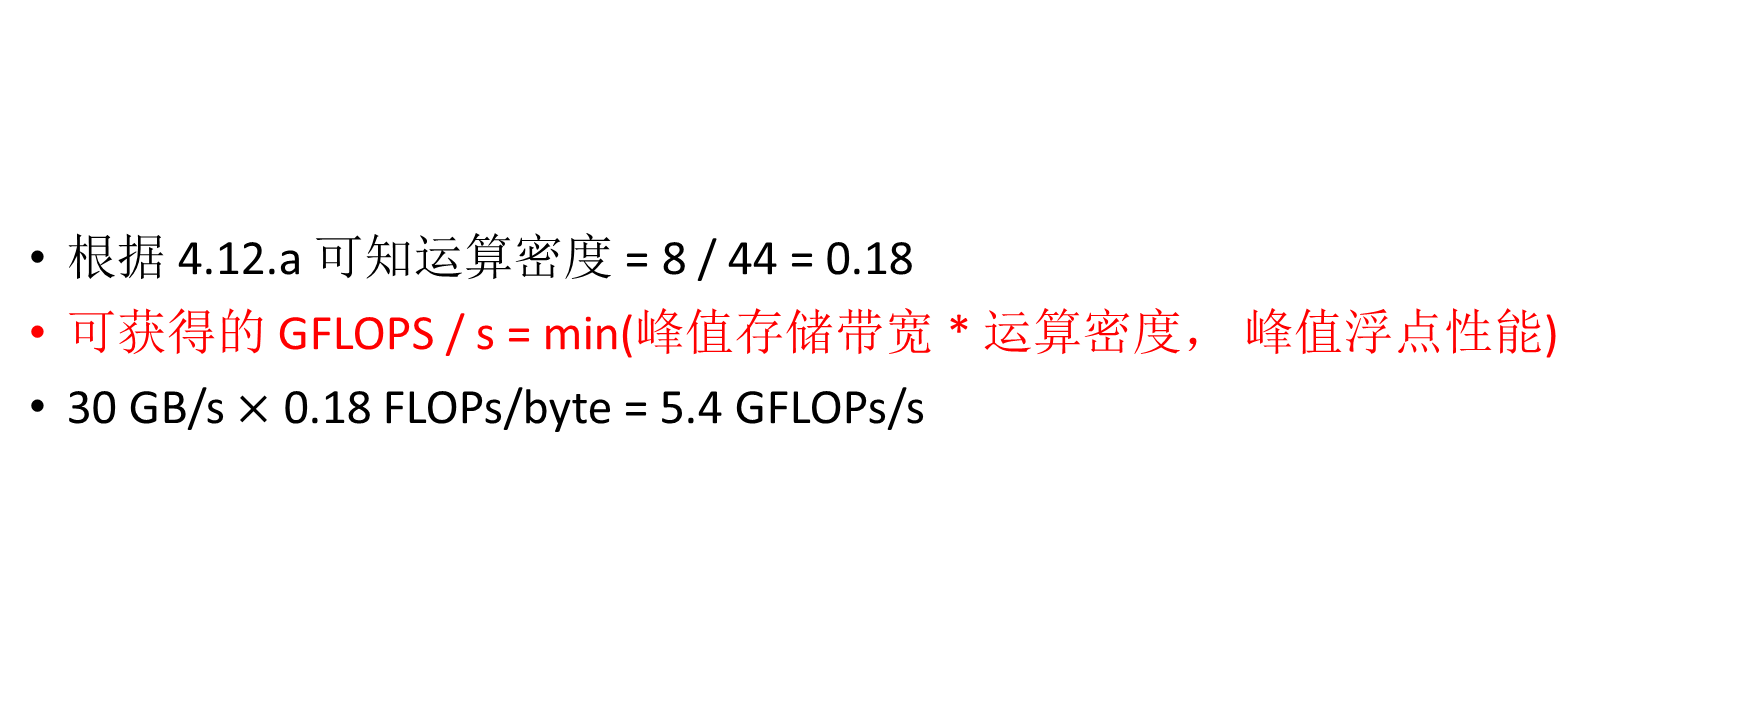 • 根据 4.12.a 可知运算密度 = 8 / 44 = 0.18
• 可获得的 GFLOPS / s = min(峰值存储带宽 * 运算密度， 峰值浮点性能)
• 30 GB/s × 0.18 FLOPs/byte = 5.4 GFLOPs/s